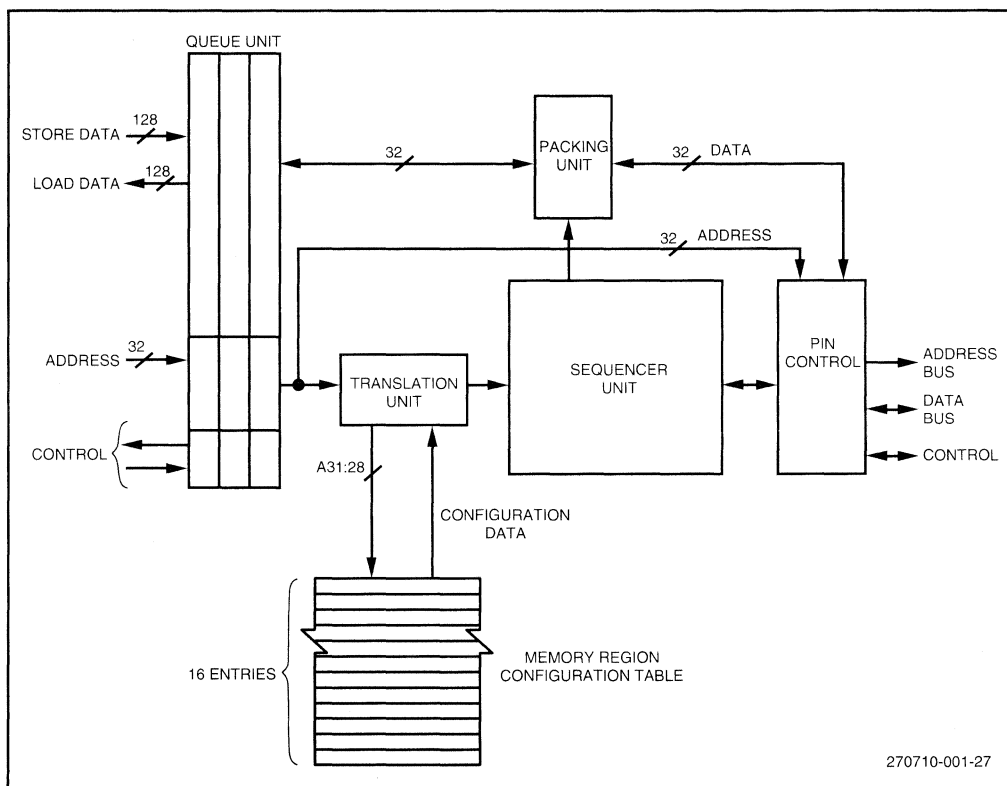 QUEUE UNIT
STORE DATA
128
LOAD DATA
128
32
PACKING
UNIT
32
DATA
32
ADDRESS
ADDRESS
32
TRANSLATION
UNIT
SEQUENCER
UNIT
PIN
CONTROL
ADDRESS
BUS
DATA
BUS
CONTROL
CONTROL
A31:28
CONFIGURATION
DATA
16 ENTRIES
MEMORY REGION
CONFIGURATION TABLE
270710-001-27